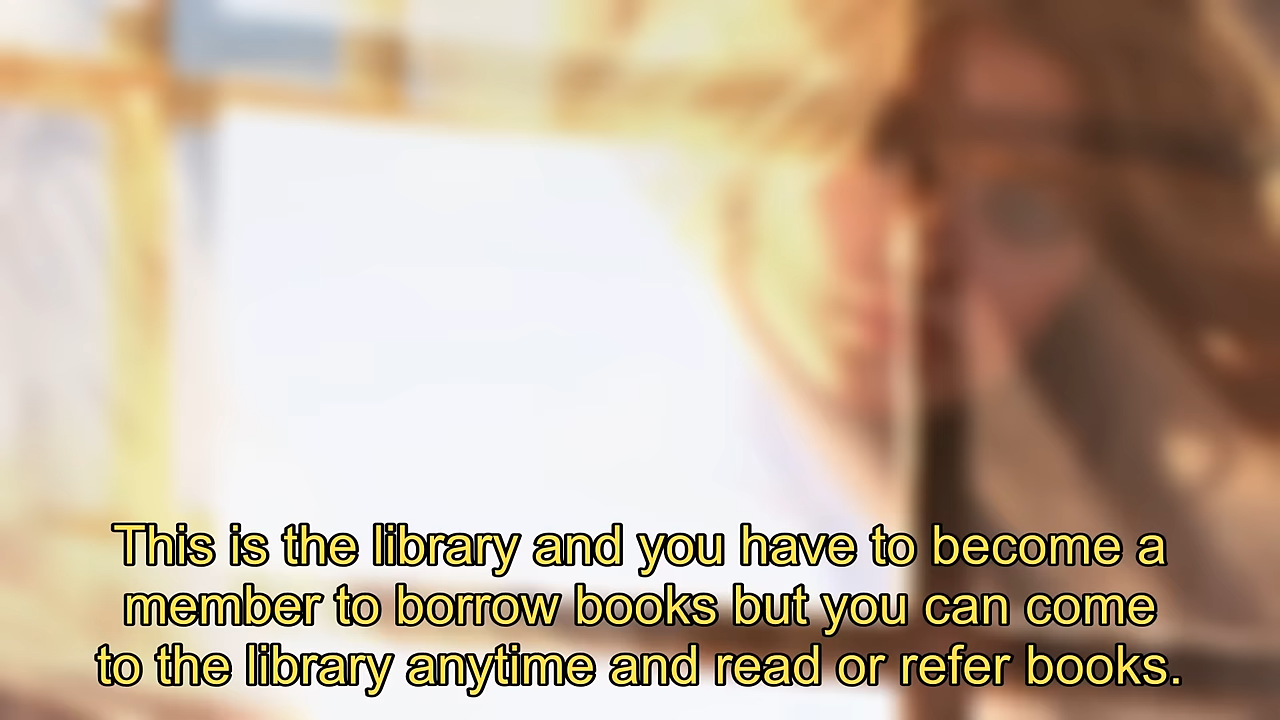 This is the library and you have to become a
member to borrow books but you can come
to the library anytime and read or refer books.